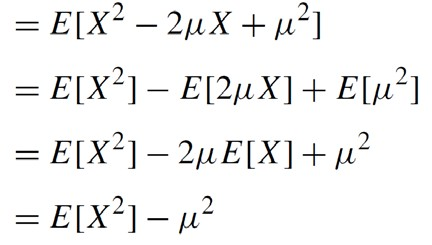 = E[X² − 2μX + μ²]
= E[X²] − E[2μX] + E[μ²]
= E[X²] − 2μE[X] + μ²
= E[X²] − μ²